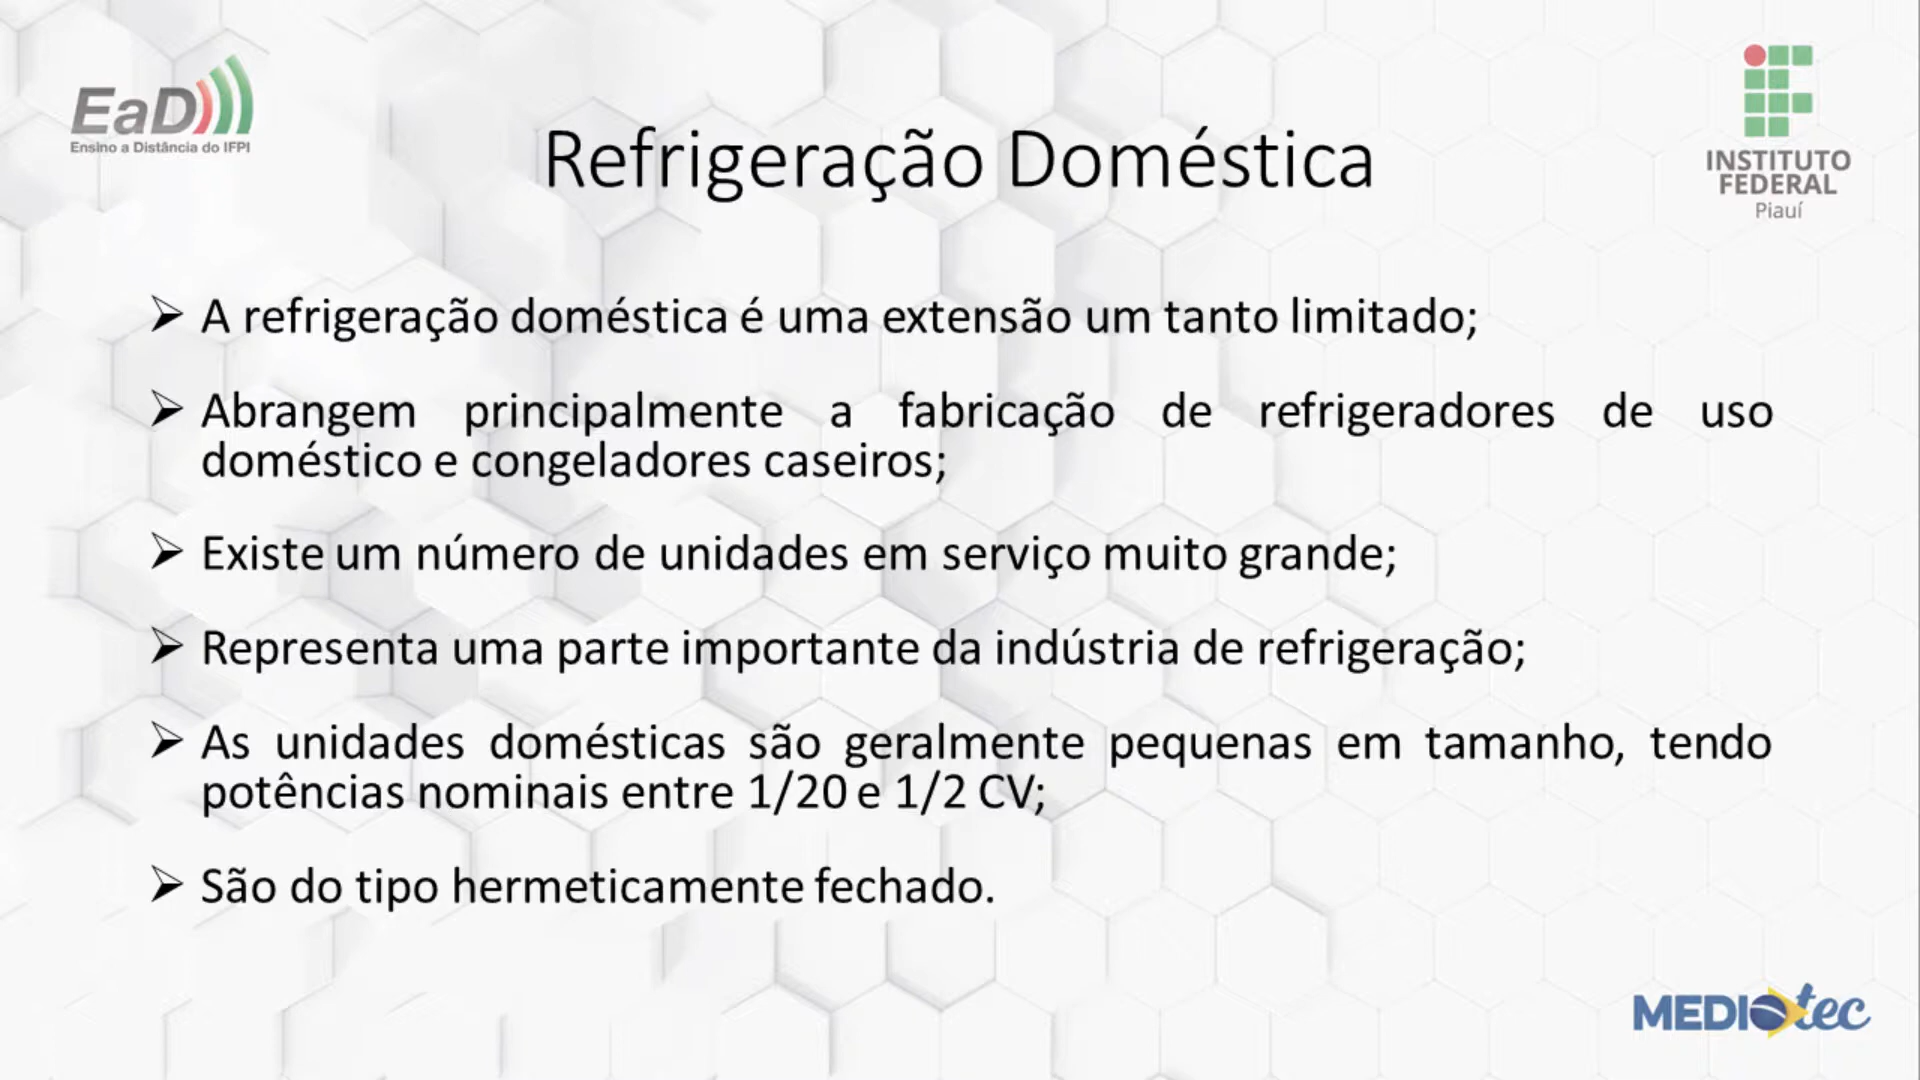 EaD
Ensino a Distância do IFPI
INSTITUTO
FEDERAL
Piauí
Refrigeração Doméstica
A refrigeração doméstica é uma extensão um tanto limitado;
Abrangem principalmente a fabricação de refrigeradores de uso
doméstico e congeladores caseiros;
Existe um número de unidades em serviço muito grande;
Representa uma parte importante da indústria de refrigeração;
As unidades domésticas são geralmente pequenas em tamanho, tendo
potências nominais entre 1/20 e 1/2 CV;
São do tipo hermeticamente fechado.
MEDIOtec